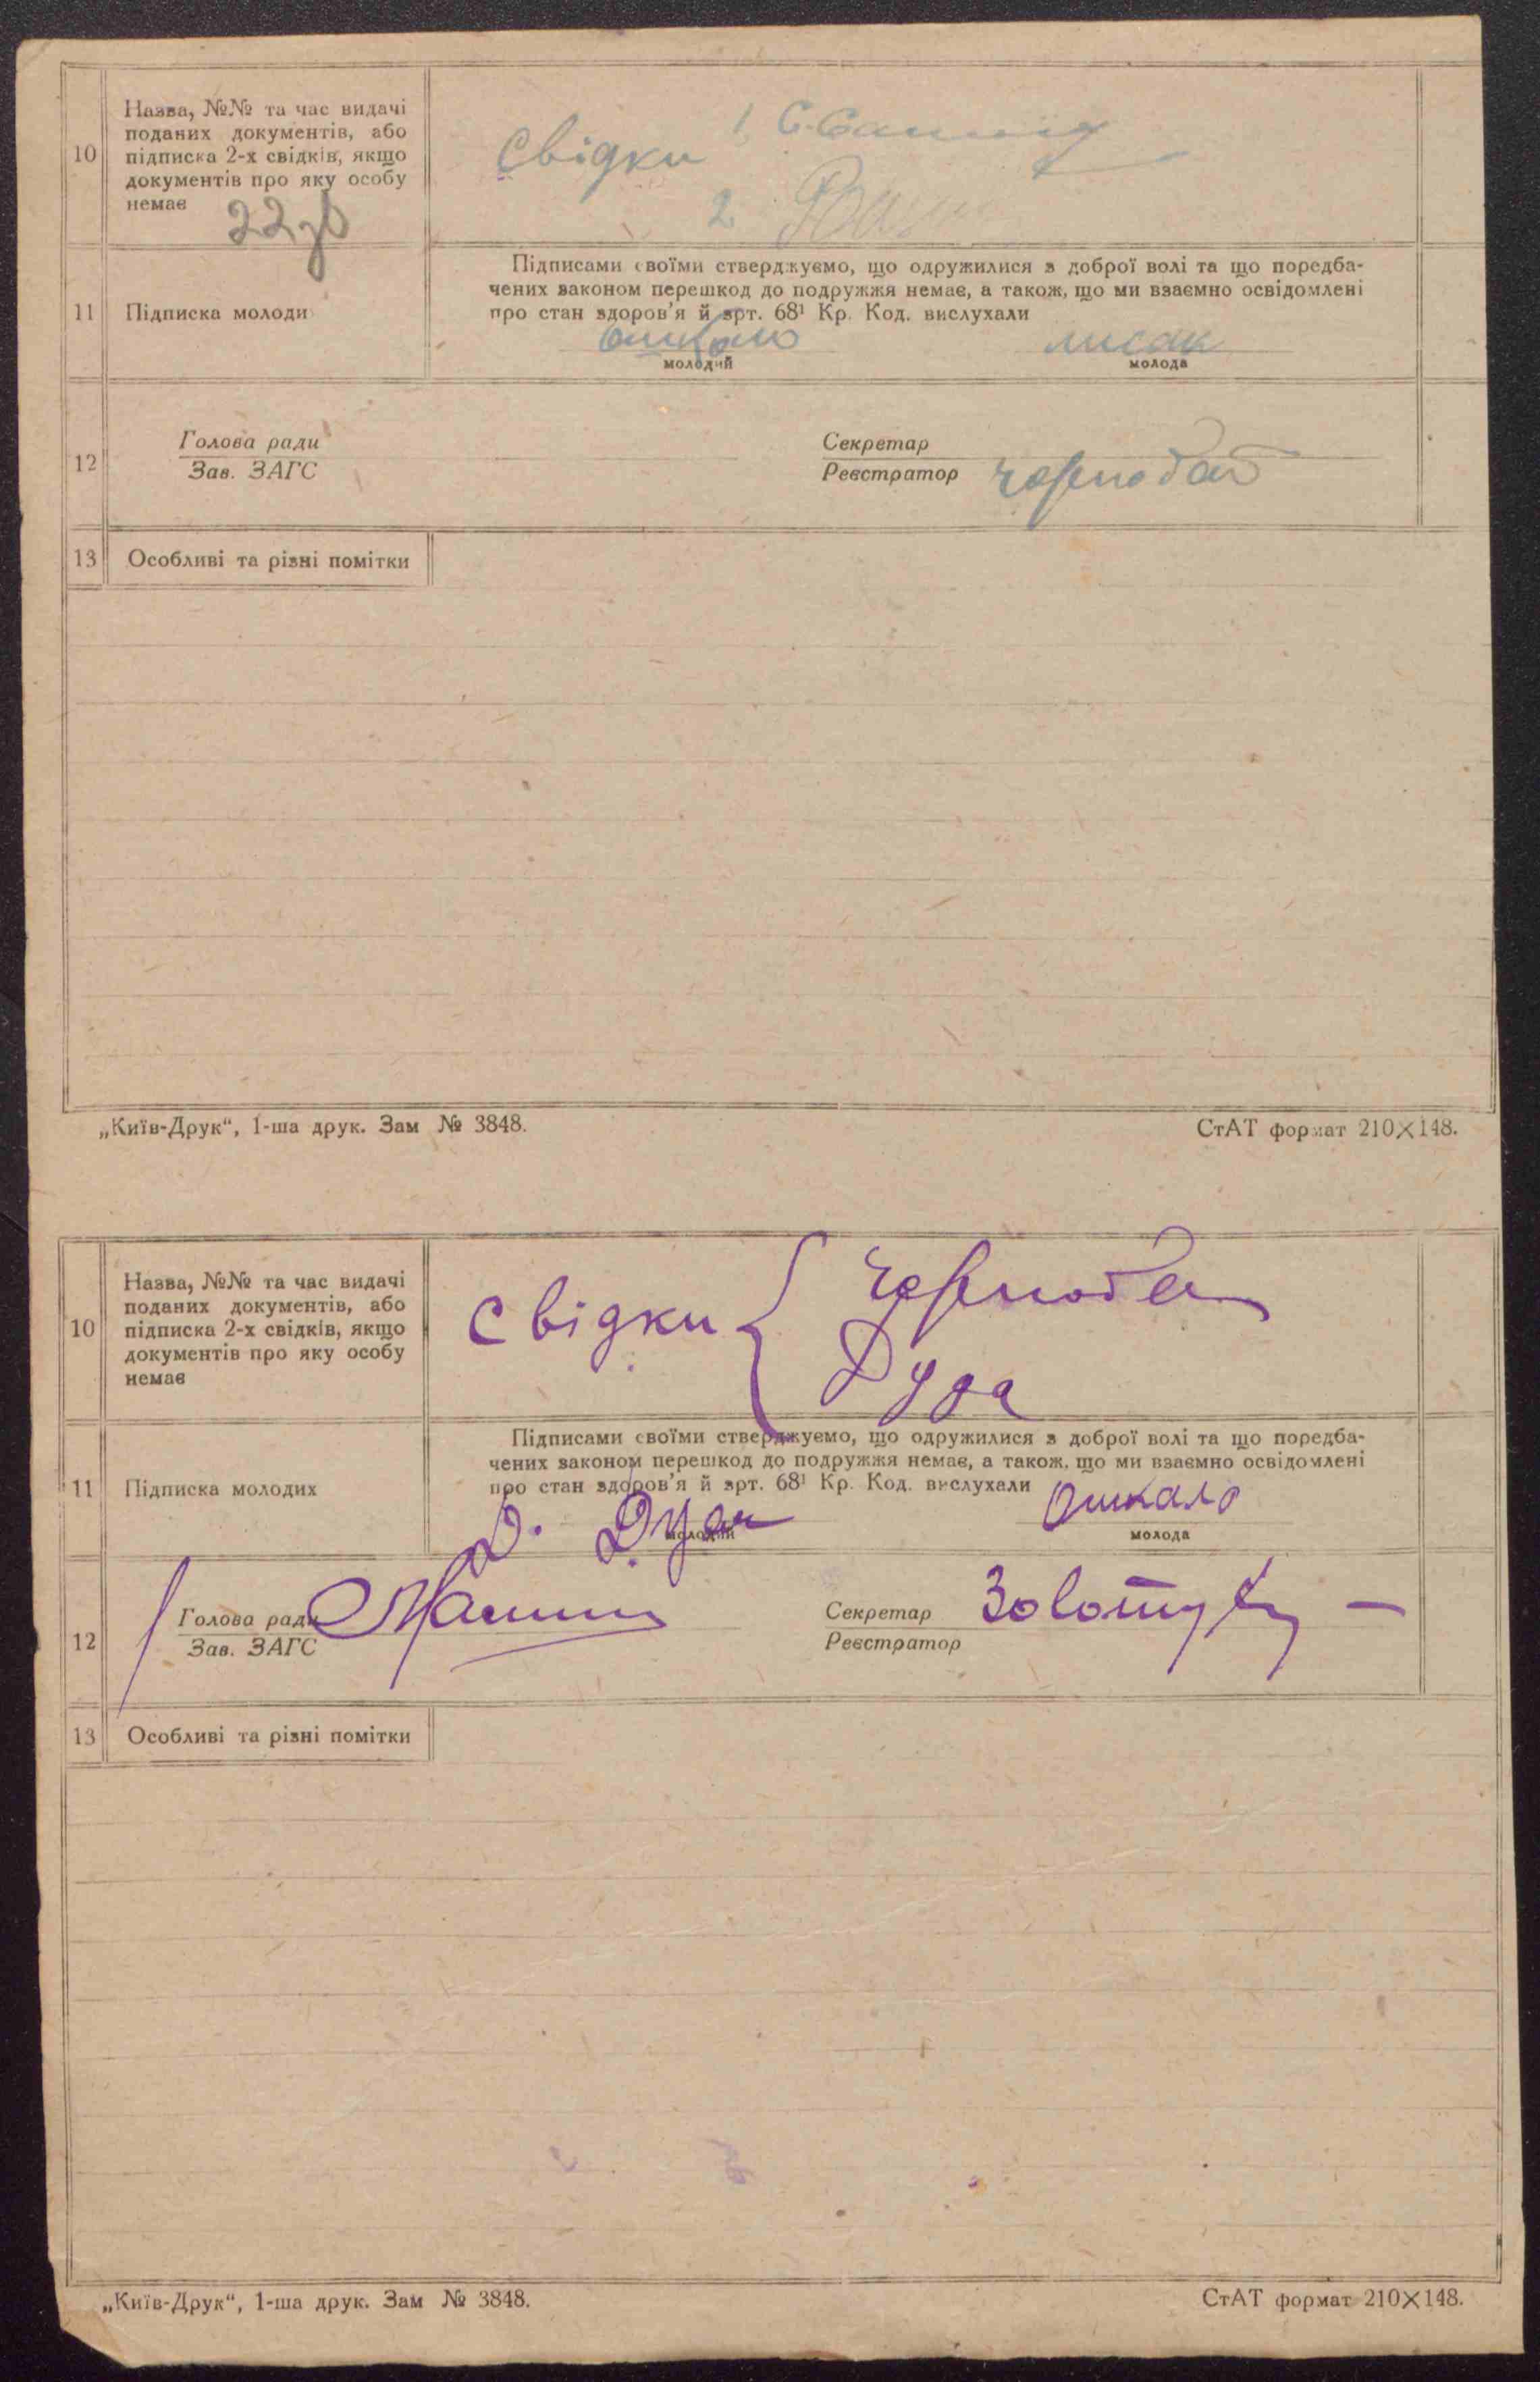 10
Назва, №№ та час видачі
поданих документів, або
підписка 2-х свідків, якщо
документів про яку особу
немає
22
Свідки
1
2
11
Підписка молоди
Підписами своїми стверджуємо, що одружилися з доброї волі та що передба-
чених законом перешкод до подружжя немає, а також, що ми взаємно освідомлені
про стан здоров'я й арт. 68¹ Кр. Код. вислухали
ошкало
лисак
молодий
молода
12
Голова ради
Зав. ЗАГС
Секретар
Реєстратор
13
Особливі та різні помітки
„Київ-Друк“, 1-ша друк. Зам № 3848.
СтАТ формат 210×148.
10
Назва, №№ та час видачі
поданих документів, або
підписка 2-х свідків, якщо
документів про яку особу
немає
Свідки
Дуда
11
Підписка молодих
Підписами своїми стверджуємо, що одружилися з доброї волі та що передба-
чених законом перешкод до подружжя немає, а також, що ми взаємно освідомлені
про стан здоров'я й арт. 68¹ Кр. Код. вислухали
Ошкало
Д.
молодий
молода
12
Голова ради
Зав. ЗАГС
Секретар
Реєстратор
13
Особливі та різні помітки
„Київ-Друк“, 1-ша друк. Зам № 3848.
СтАТ формат 210×148.